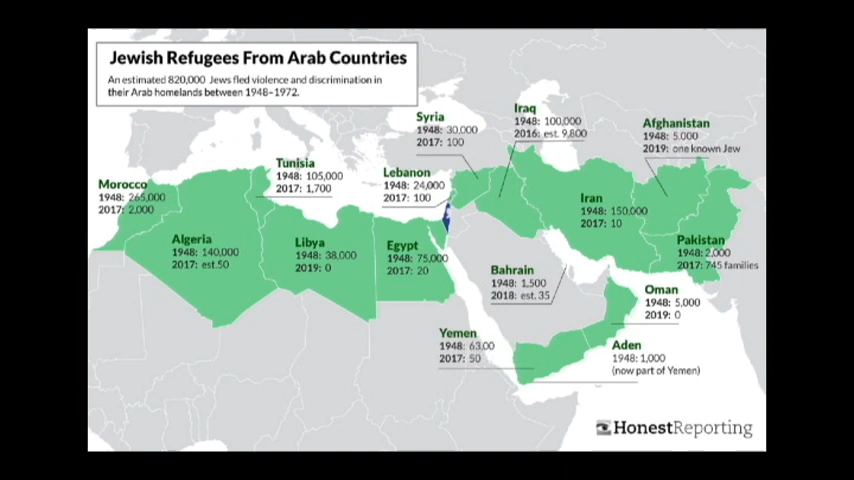 Jewish Refugees From Arab Countries
An estimated 820,000 Jews fled violence and discrimination in
their Arab homelands between 1948–1972.
Syria
1948: 30,000
2017: 100
Iraq
1948: 100,000
2016: est. 9,800
Afghanistan
1948: 5,000
2019: one known Jew
Tunisia
1948: 105,000
2017: 1,700
Lebanon
1948: 24,000
2017: 100
Morocco
1948: 265,000
2017: 2,000
Iran
1948: 150,000
2017: 10
Algeria
1948: 140,000
2017: est.50
Libya
1948: 38,000
2019: 0
Egypt
1948: 75,000
2017: 20
Pakistan
1948: 2,000
2017: 745 families
Bahrain
1948: 1,500
2018: est. 35
Oman
1948: 5,000
2019: 0
Yemen
1948: 63,00
2017: 50
Aden
1948: 1,000
(now part of Yemen)
HonestReporting